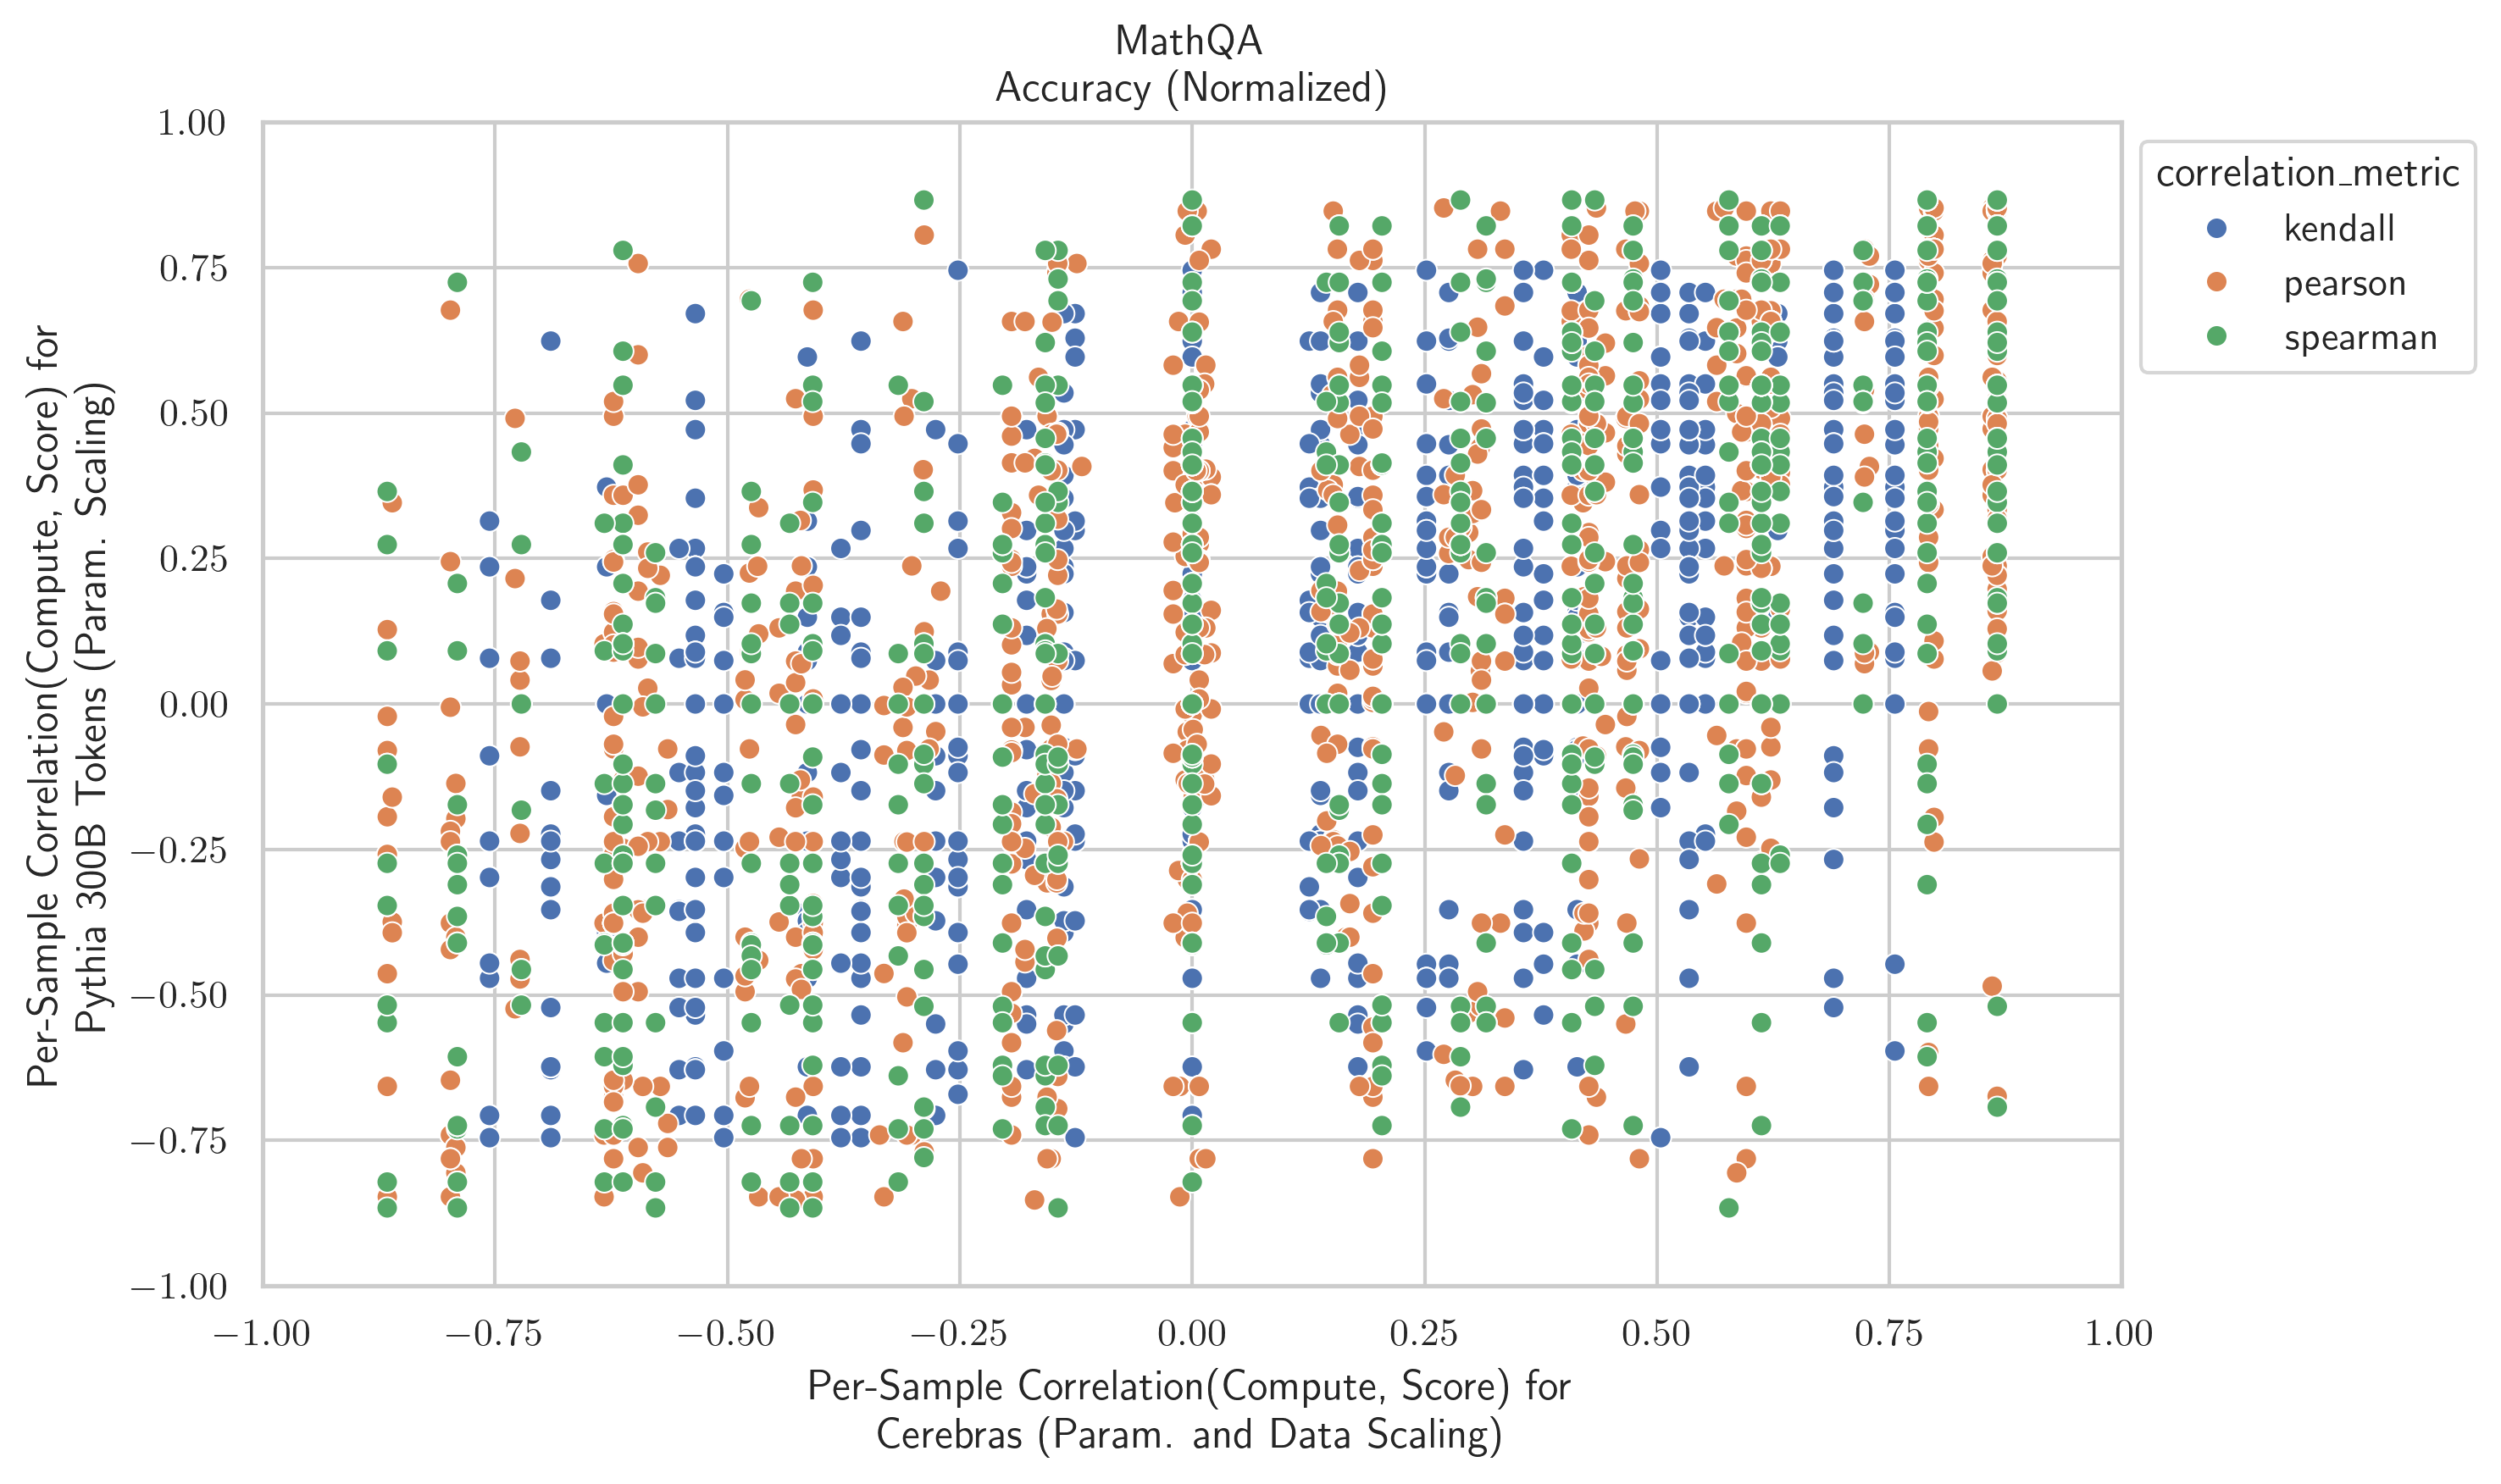 MathQA
Accuracy (Normalized)
1.00
0.75
0.50
0.25
0.00
−0.25
−0.50
−0.75
−1.00
Per-Sample Correlation(Compute, Score) for
Pythia 300B Tokens (Param. Scaling)
−1.00 −0.75 −0.50 −0.25 0.00 0.25 0.50 0.75 1.00
Per-Sample Correlation(Compute, Score) for
Cerebras (Param. and Data Scaling)
correlation_metric
kendall
pearson
spearman